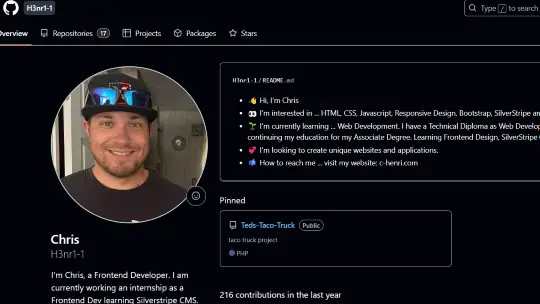 H3nr1-1
Type / to search
Overview
Repositories 17
Projects
Packages
Stars
H3nr1-1 / README.md
👋 Hi, I'm Chris
👀 I'm interested in ... HTML, CSS, Javascript, Responsive Design, Bootstrap, SilverStripe an
🌱 I'm currently learning ... Web Development. I have a Technical Diploma as Web Develop
continuing my education for my Associate Degree. Learning Frontend Design, SilverStripe
💞️ I'm looking to create unique websites and applications.
📫 How to reach me ... visit my website: c-henri.com
Pinned
Teds-Taco-Truck Public
taco truck project
PHP
Chris
H3nr1-1
I'm Chris, a Frontend Developer. I am
currently working an internship as a
Frontend Dev learning Silverstripe CMS.
216 contributions in the last year